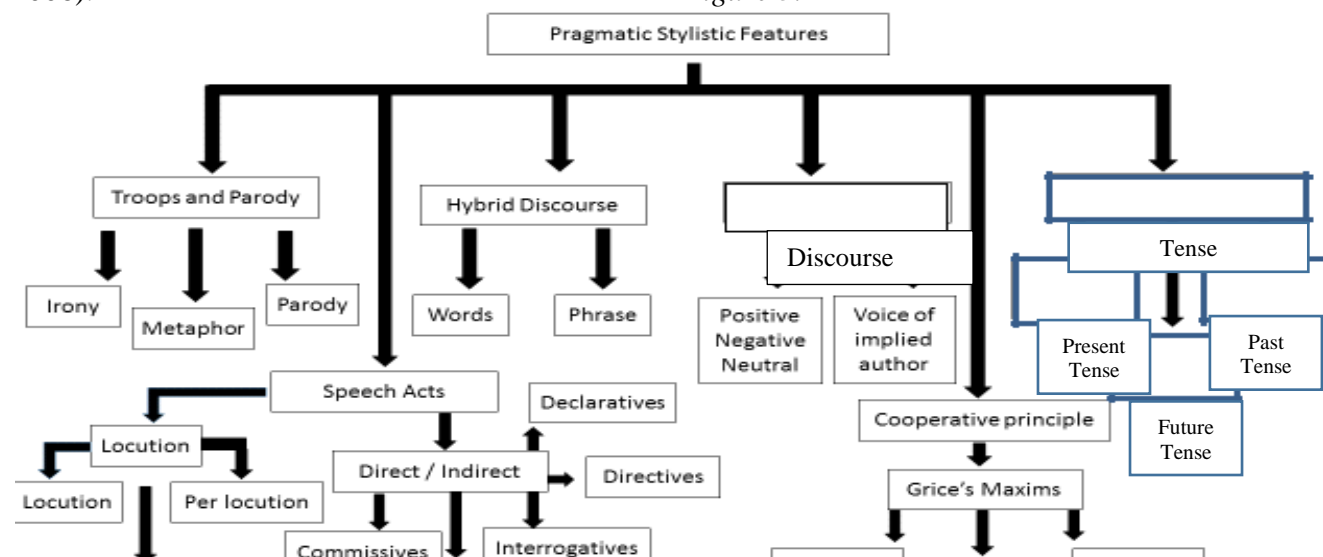 Pragmatic Stylistic Features
Troops and Parody
Hybrid Discourse
Discourse
Tense
Irony
Metaphor
Parody
Words
Phrase
Positive
Negative
Neutral
Voice of
implied
author
Present
Tense
Past
Tense
Future
Tense
Speech Acts
Declaratives
Cooperative principle
Locution
Direct / Indirect
Directives
Grice's Maxims
Locution
Per locution
Commissives
Interrogatives